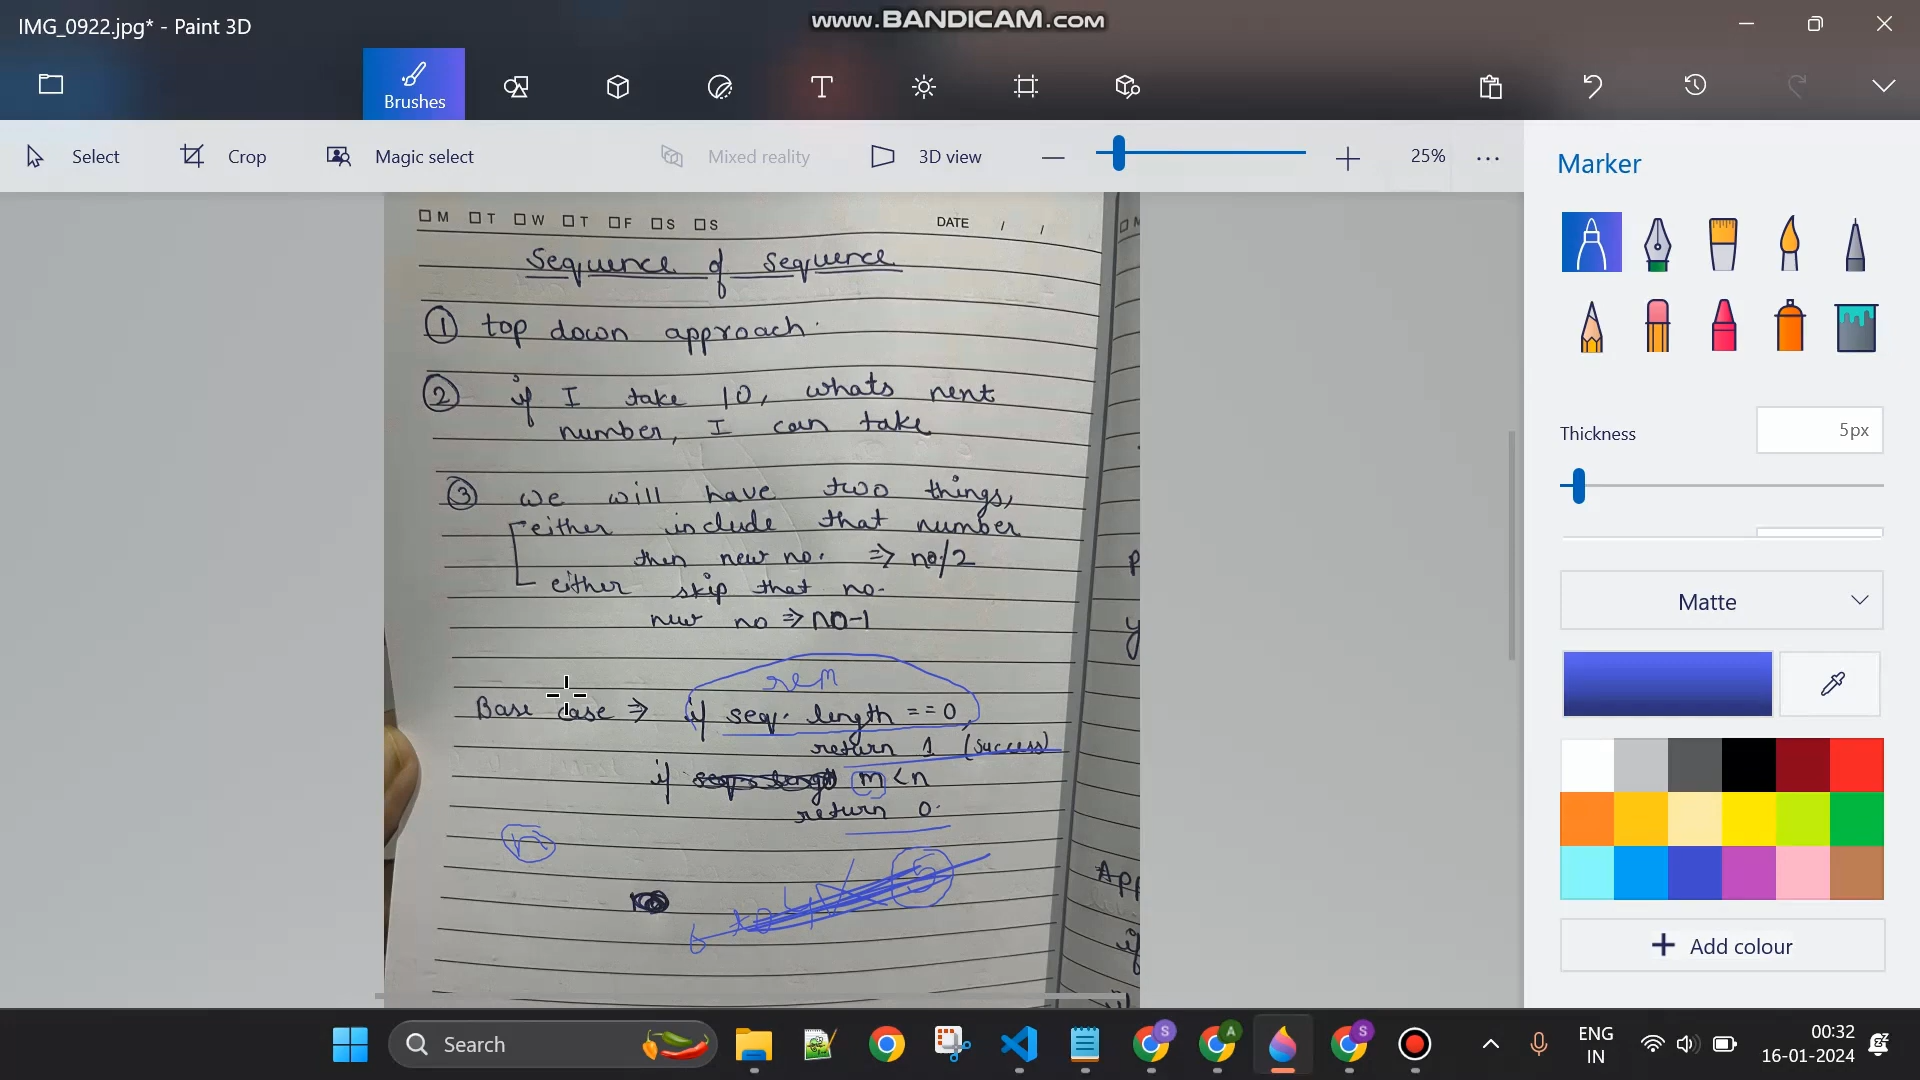 IMG_0922.jpg* - Paint 3D
www.BANDICAM.COM
Brushes
Select
Crop
Magic select
Mixed reality
3D view
25%
Marker
Thickness
5px
Matte
Add colour
M T W T F S S
DATE / /
Sequence of sequence
① top down approach.
② if I take 10, whats next
number, I can take
③ we will have two things,
either include that number
then new no. ⇒ no/2
either skip that no.
new no ⇒ no-1
rem
Base case ⇒ if seq. length == 0
return 1 (success)
if m < n
return 0.
n
5
App
Search
ENG
IN
00:32
16-01-2024